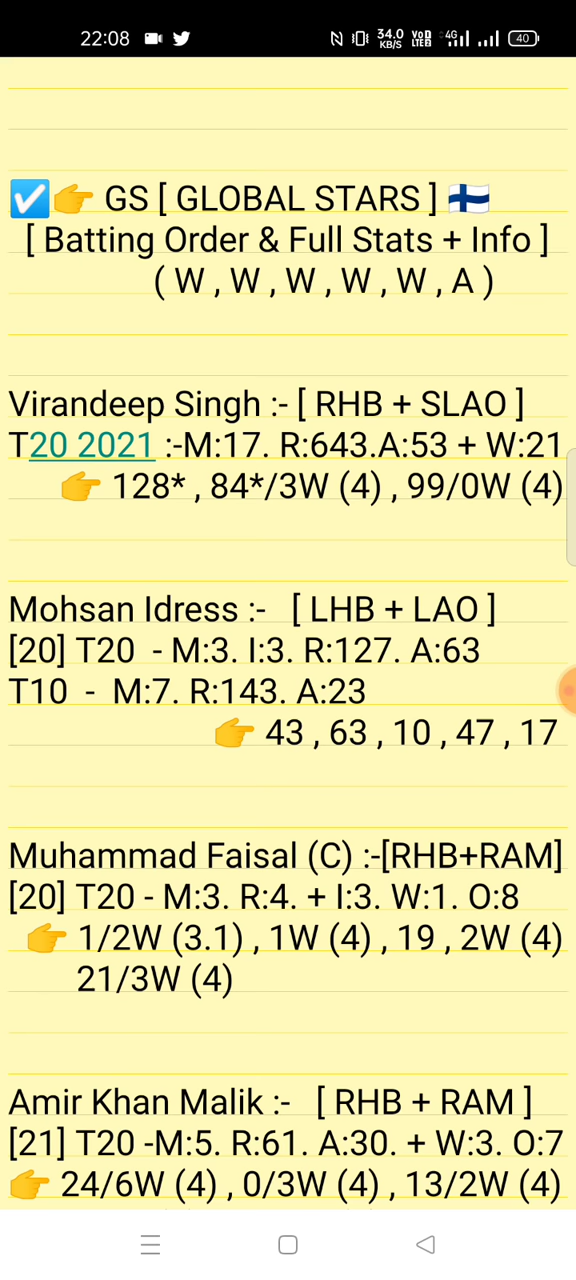 22:08 34.0 KB/S VoD LTE2 4G 40
☑️👉 GS [ GLOBAL STARS ] 🇫🇮
[ Batting Order & Full Stats + Info ]
( W , W , W , W , W , A )
Virandeep Singh :- [ RHB + SLAO ]
T20 2021 :-M:17. R:643.A:53 + W:21
👉 128* , 84*/3W (4) , 99/0W (4)
Mohsan Idress :- [ LHB + LAO ]
[20] T20 - M:3. I:3. R:127. A:63
T10 - M:7. R:143. A:23
👉 43 , 63 , 10 , 47 , 17
Muhammad Faisal (C) :-[RHB+RAM]
[20] T20 - M:3. R:4. + I:3. W:1. O:8
👉 1/2W (3.1) , 1W (4) , 19 , 2W (4)
21/3W (4)
Amir Khan Malik :- [ RHB + RAM ]
[21] T20 -M:5. R:61. A:30. + W:3. O:7
👉 24/6W (4) , 0/3W (4) , 13/2W (4)